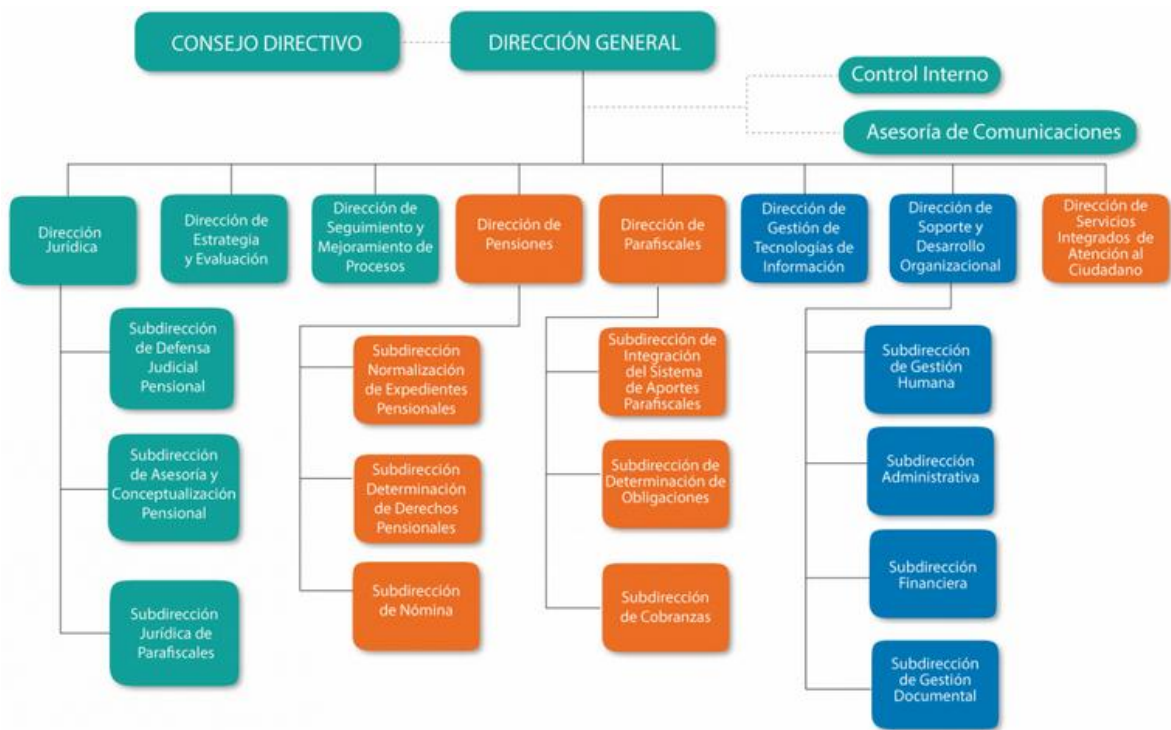 CONSEJO DIRECTIVO
DIRECCIÓN GENERAL
Control Interno
Asesoría de Comunicaciones
Dirección
Jurídica
Dirección de
Estrategia
y Evaluación
Dirección de
Seguimiento y
Mejoramiento de
Procesos
Dirección de
Pensiones
Dirección de
Parafiscales
Dirección de
Gestión de
Tecnologías de
Información
Dirección de
Soporte y
Desarrollo
Organizacional
Dirección de
Servicios
Integrados de
Atención al
Ciudadano
Subdirección
de Defensa
Judicial
Pensional
Subdirección
de Asesoría y
Conceptualización
Pensional
Subdirección
Jurídica de
Parafiscales
Subdirección
Normalización
de Expedientes
Pensionales
Subdirección
Determinación
de Derechos
Pensionales
Subdirección
de Nómina
Subdirección de
Integración
del Sistema
de Aportes
Parafiscales
Subdirección de
Determinación de
Obligaciones
Subdirección
de Cobranzas
Subdirección
de Gestión
Humana
Subdirección
Administrativa
Subdirección
Financiera
Subdirección
de Gestión
Documental